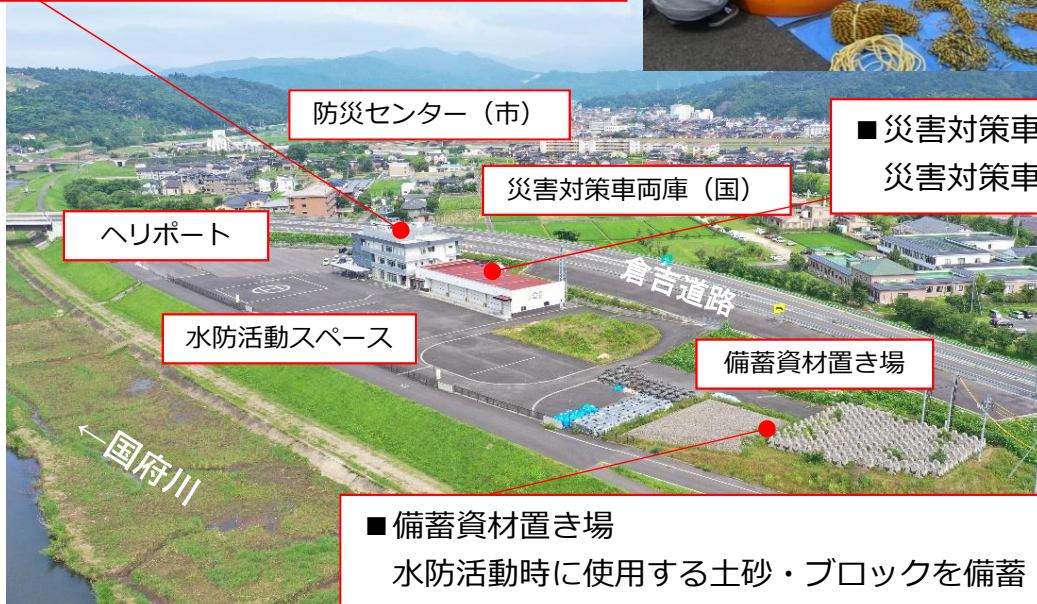 防災センター（市）
■災害対策車
災害対策車
災害対策車両庫（国）
ヘリポート
倉吉道路
水防活動スペース
備蓄資材置き場
←国府川
■備蓄資材置き場
水防活動時に使用する土砂・ブロックを備蓄